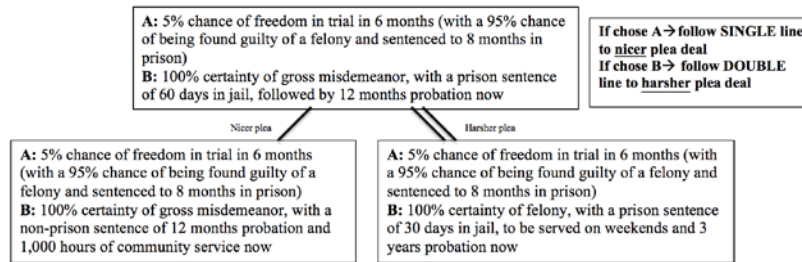 A: 5% chance of freedom in trial in 6 months (with a 95% chance
of being found guilty of a felony and sentenced to 8 months in
prison)
B: 100% certainty of gross misdemeanor, with a prison sentence
of 60 days in jail, followed by 12 months probation now
If chose A→follow SINGLE line
to nicer plea deal
If chose B→ follow DOUBLE
line to harsher plea deal
Nicer plea
Harsher plea
A: 5% chance of freedom in trial in 6 months
(with a 95% chance of being found guilty of a
felony and sentenced to 8 months in prison)
B: 100% certainty of gross misdemeanor, with a
non-prison sentence of 12 months probation and
1,000 hours of community service now
A: 5% chance of freedom in trial in 6 months (with
a 95% chance of being found guilty of a felony and
sentenced to 8 months in prison)
B: 100% certainty of felony, with a prison sentence
of 30 days in jail, to be served on weekends and 3
years probation now